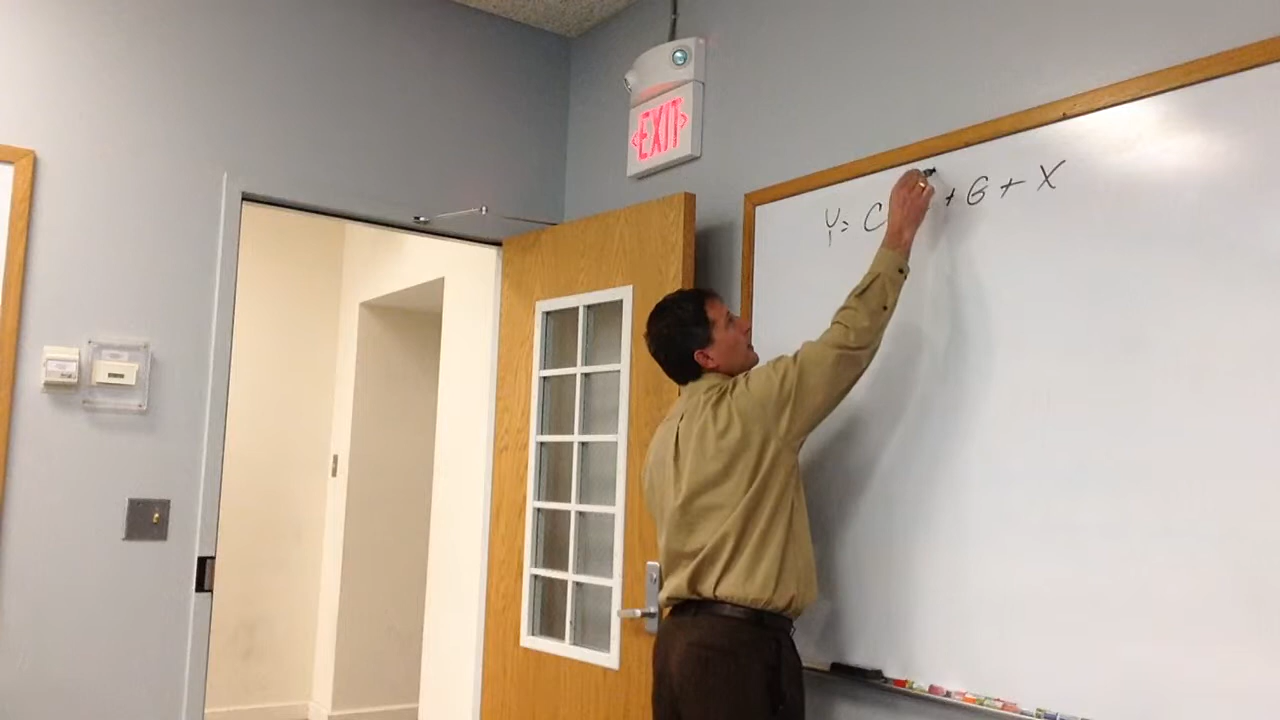 EXIT
Y = C + G + X